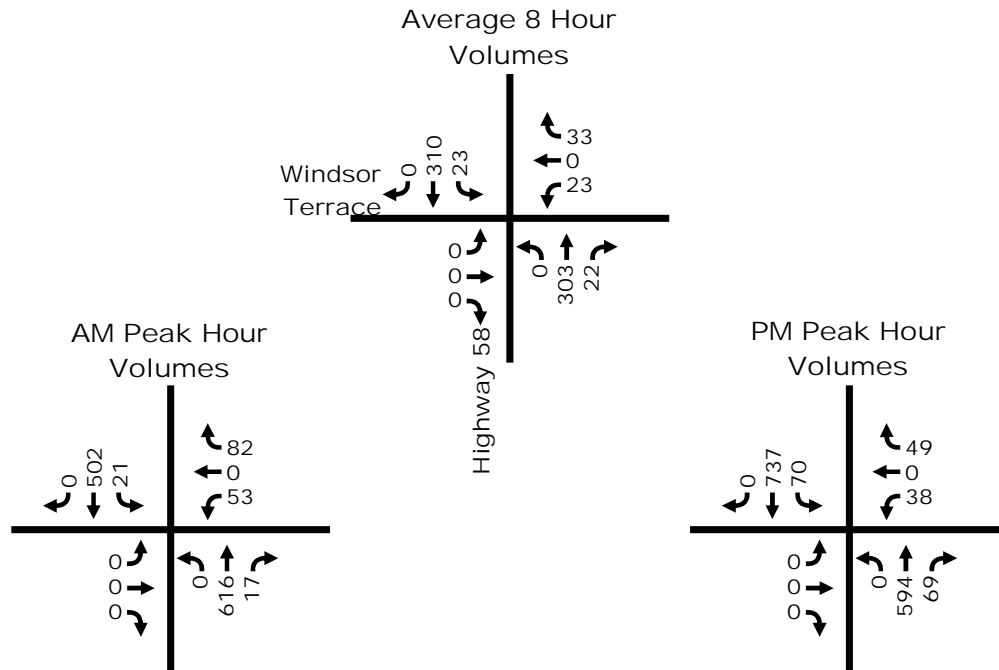 Average 8 Hour
Volumes
0 310 23
33
0
23
Windsor
Terrace
0
0
0
0 303 22
Highway 58
AM Peak Hour
Volumes
0 502 21
82
0
53
0
0
0
0 616 17
PM Peak Hour
Volumes
0 737 70
49
0
38
0
0
0
0 594 69